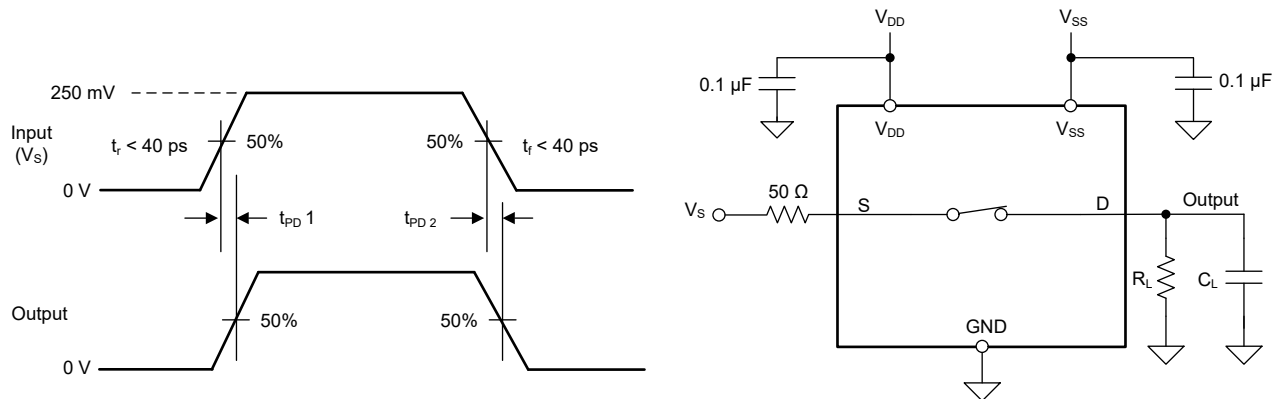 250 mV
Input
(VS)
tr < 40 ps
50%
50%
tf < 40 ps
0 V
tPD 1
tPD 2
Output
50%
50%
0 V
VDD
VSS
0.1 µF
0.1 µF
VDD
VSS
50 Ω
VS
S
D
Output
RL
CL
GND